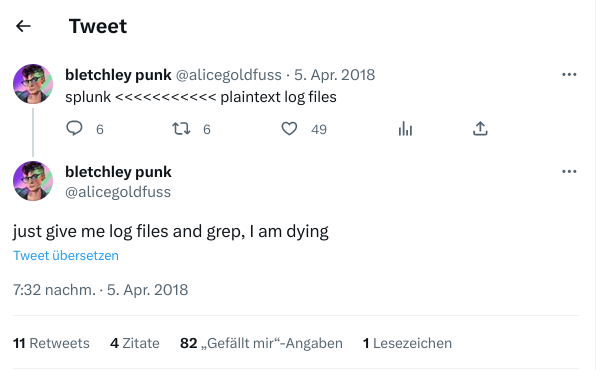 Tweet
bletchley punk @alicegoldfuss · 5. Apr. 2018
splunk <<<<<<<<<<< plaintext log files
6 6 49
bletchley punk
@alicegoldfuss
just give me log files and grep, I am dying
Tweet übersetzen
7:32 nachm. · 5. Apr. 2018
11 Retweets 4 Zitate 82 „Gefällt mir“-Angaben 1 Lesezeichen